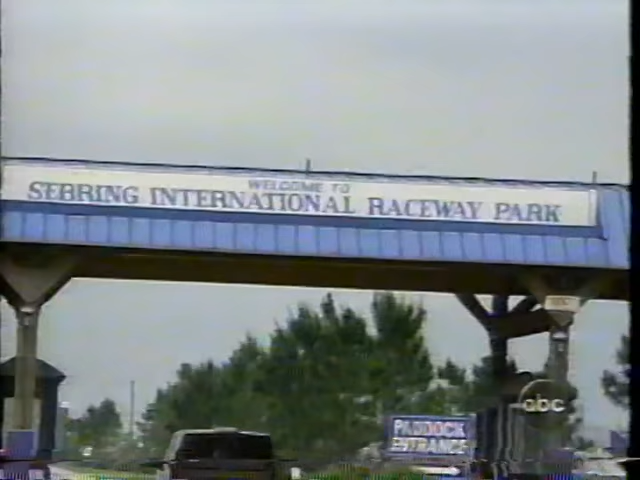 WELCOME TO
SEBRING INTERNATIONAL RACEWAY PARK
abc
PADDOCK
ENTRANCE